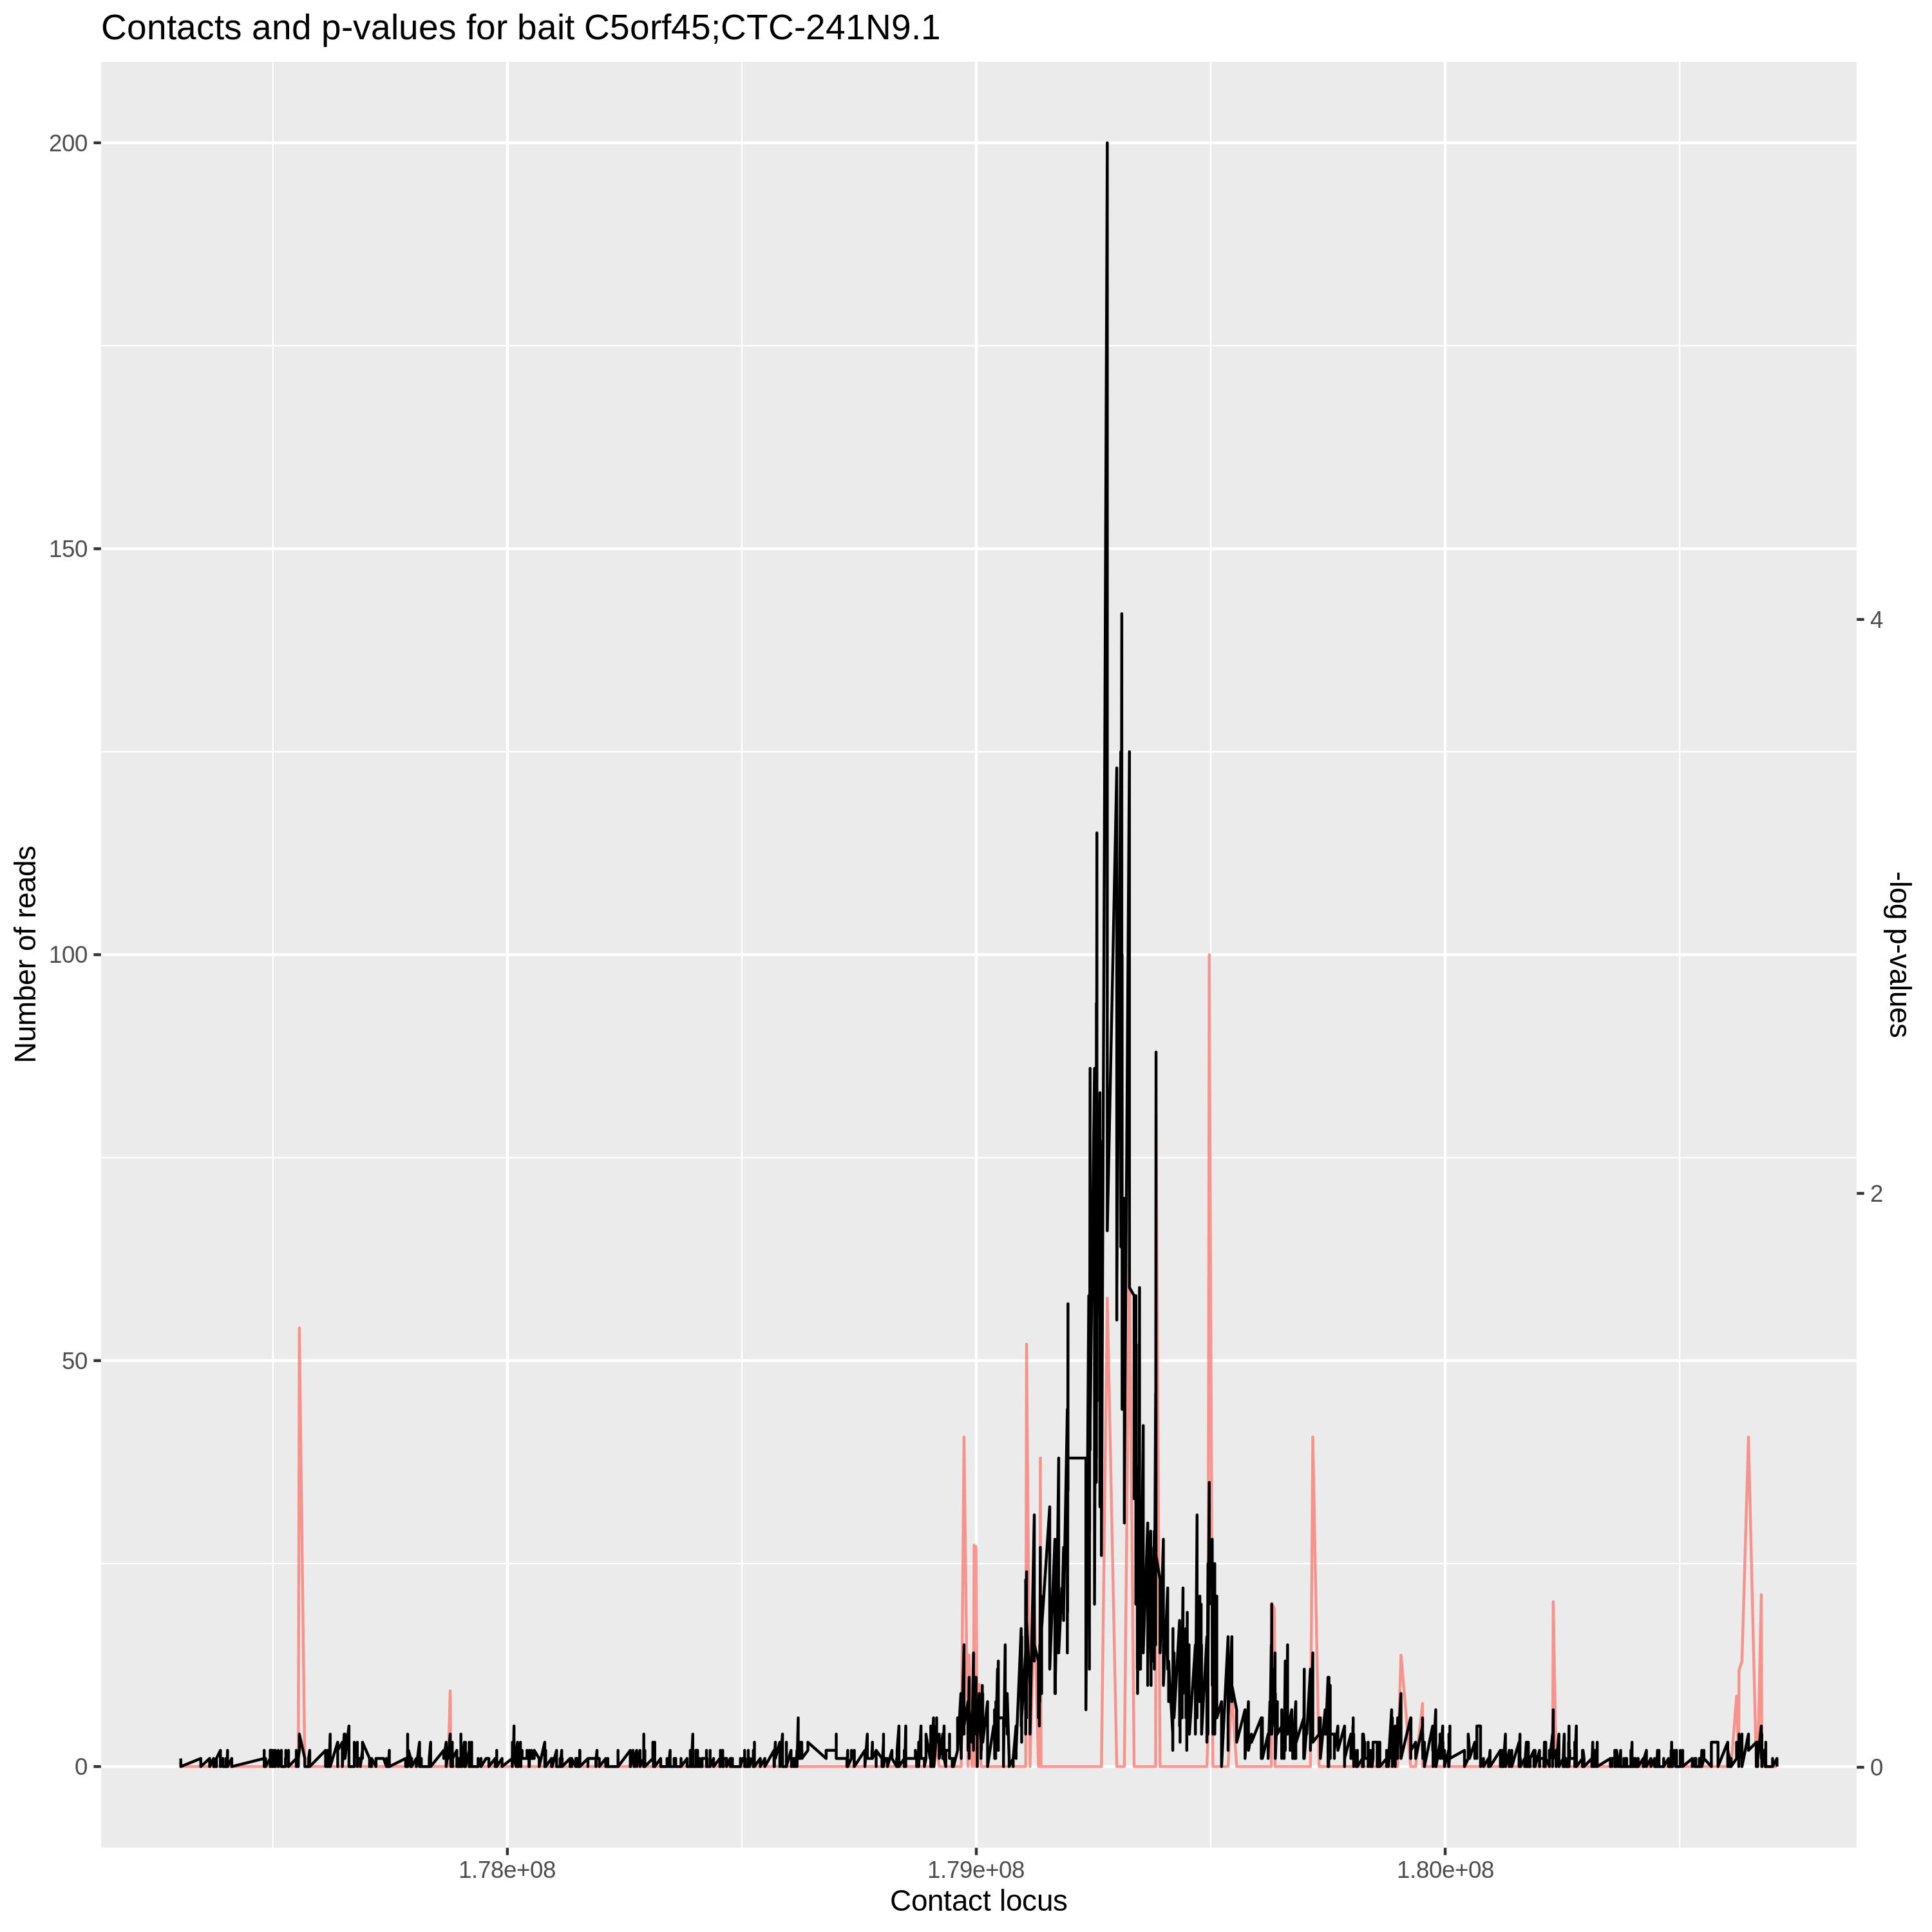 Contacts and p-values for bait C5orf45;CTC-241N9.1
200
150
100
50
0
Number of reads
4
2
0
-log p-values
1.78e+08
1.79e+08
1.80e+08
Contact locus